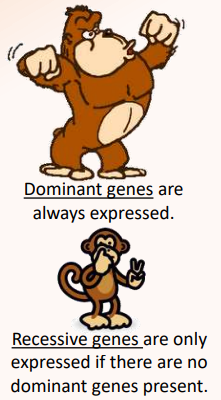 Dominant genes are
always expressed.
Recessive genes are only
expressed if there are no
dominant genes present.